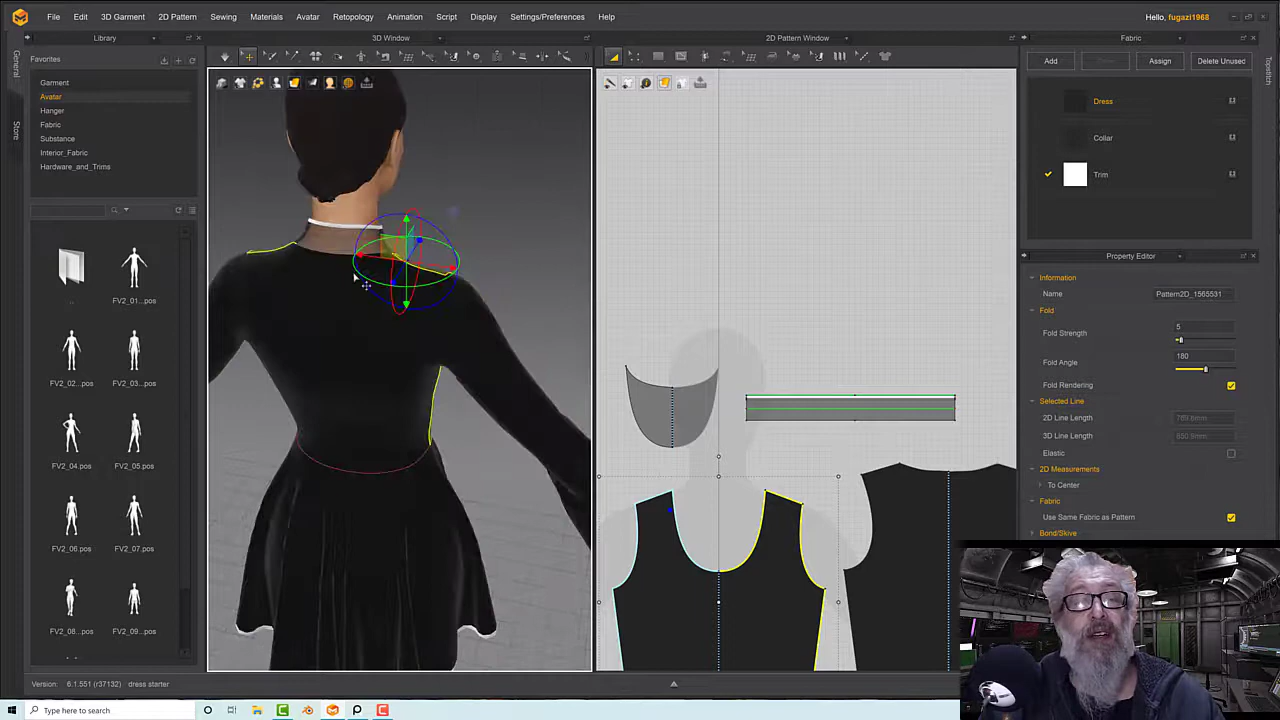 File Edit 3D Garment 2D Pattern Sewing Materials Avatar Retopology Animation Script Display Settings/Preferences Help
Hello, fugazi1968
Library
3D Window
2D Pattern Window
Fabric
General
Store
Topstitch
Favorites
Garment
Avatar
Hanger
Fabric
Substance
Interior_Fabric
Hardware_and_Trims
..
FV2_01...pos
FV2_02...pos
FV2_03...pos
FV2_04...pos
FV2_05...pos
FV2_06...pos
FV2_07...pos
FV2_08...pos
FV2_09...pos
Add
Assign
Delete Unused
Dress
Collar
Trim
Property Editor
Information
Name
Pattern2D_1565531
Fold
Fold Strength
5
Fold Angle
180
Fold Rendering
Selected Line
2D Line Length
3D Line Length
Elastic
2D Measurements
To Center
Fabric
Use Same Fabric as Pattern
Bond/Skive
Version: 6.1.551 (r37132) dress starter
Type here to search